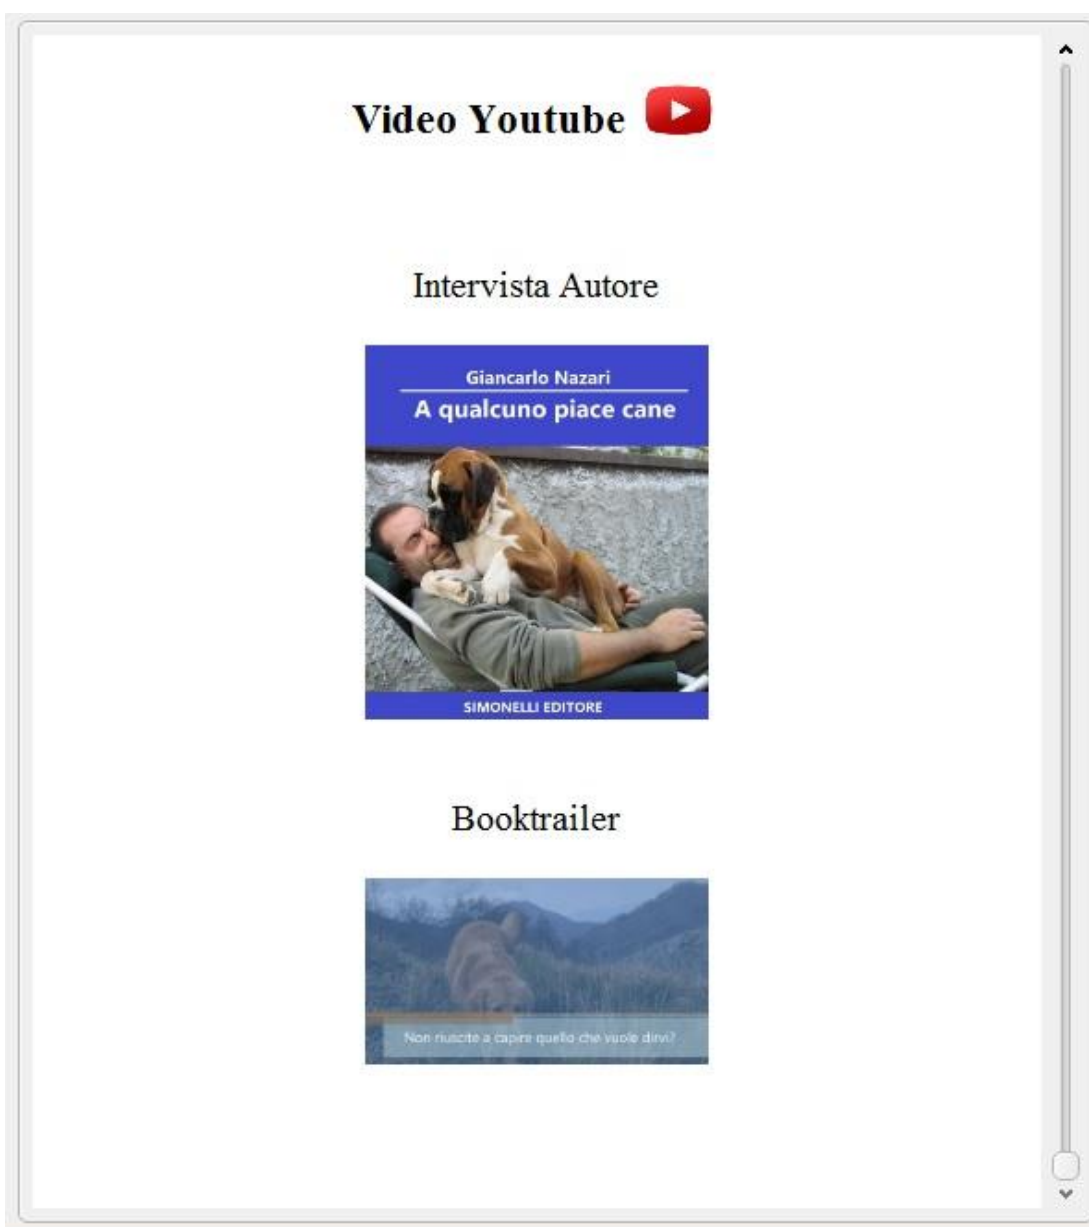 Video Youtube
Intervista Autore
Giancarlo Nazari
A qualcuno piace cane
SIMONELLI EDITORE
Booktrailer
Non riuscite a capire quello che vuole dirvi?